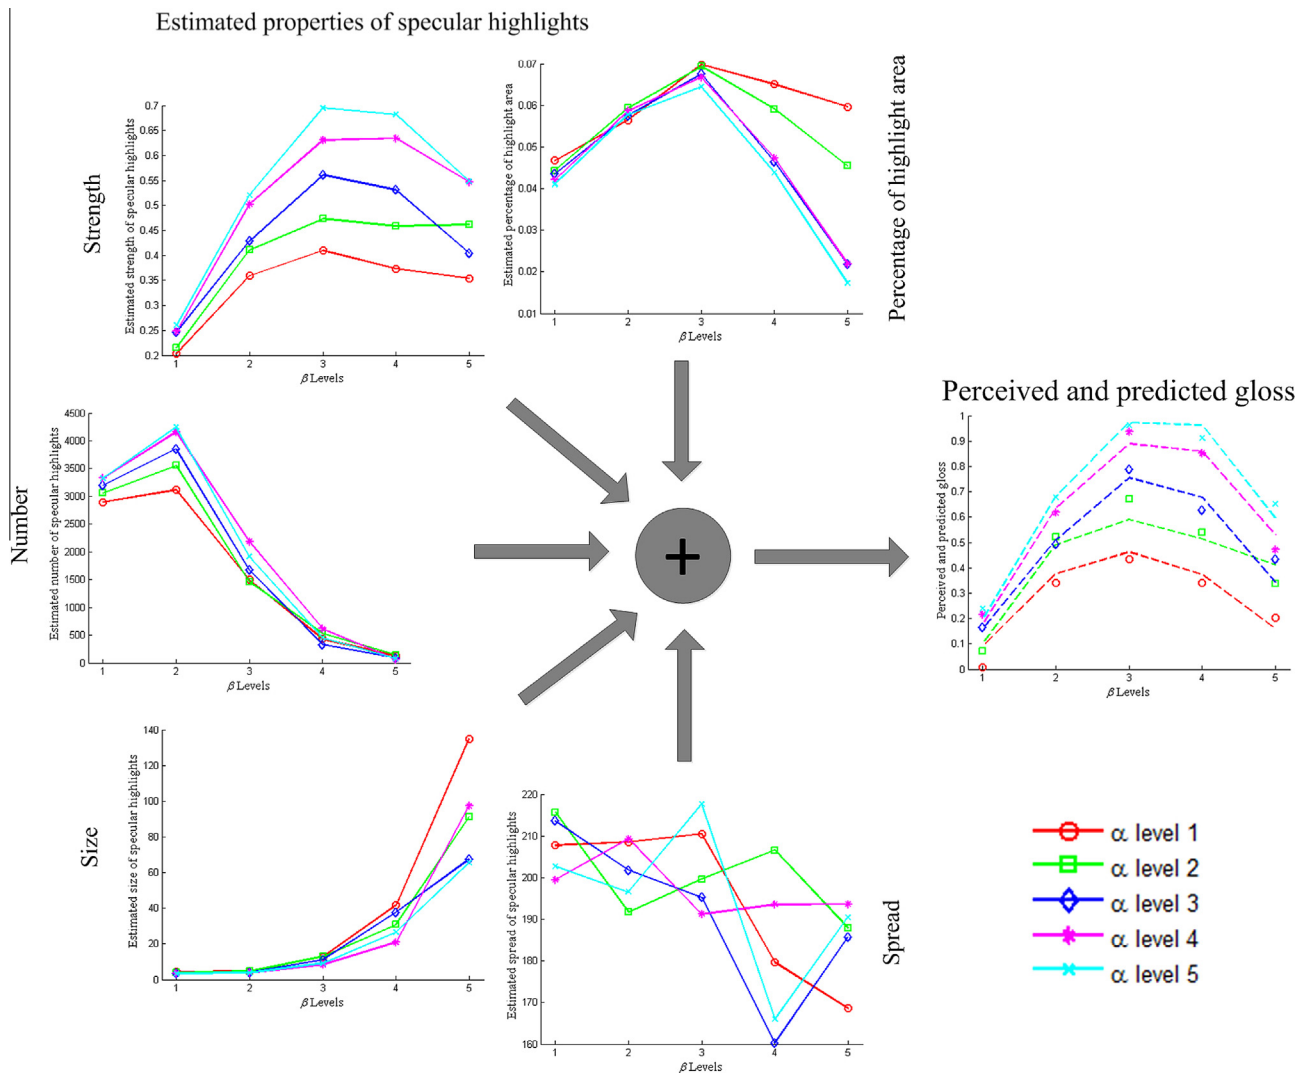 Estimated properties of specular highlights
Strength
Estimated strength of specular highlights
0.7
0.65
0.6
0.55
0.5
0.45
0.4
0.35
0.3
0.25
0.2
1 2 3 4 5
β Levels
Estimated percentage of highlight area
0.07
0.06
0.05
0.04
0.03
0.02
0.01
1 2 3 4 5
β Levels
Percentage of highlight area
Number
Estimated number of specular highlights
4500
4000
3500
3000
2500
2000
1500
1000
500
0
1 2 3 4 5
β Levels
+
Perceived and predicted gloss
Perceived and predicted gloss
1
0.9
0.8
0.7
0.6
0.5
0.4
0.3
0.2
0.1
0
1 2 3 4 5
β Levels
Size
Estimated size of specular highlights
140
120
100
80
60
40
20
0
1 2 3 4 5
β Levels
Estimated spread of specular highlights
220
210
200
190
180
170
160
1 2 3 4 5
β Levels
Spread
α level 1
α level 2
α level 3
α level 4
α level 5